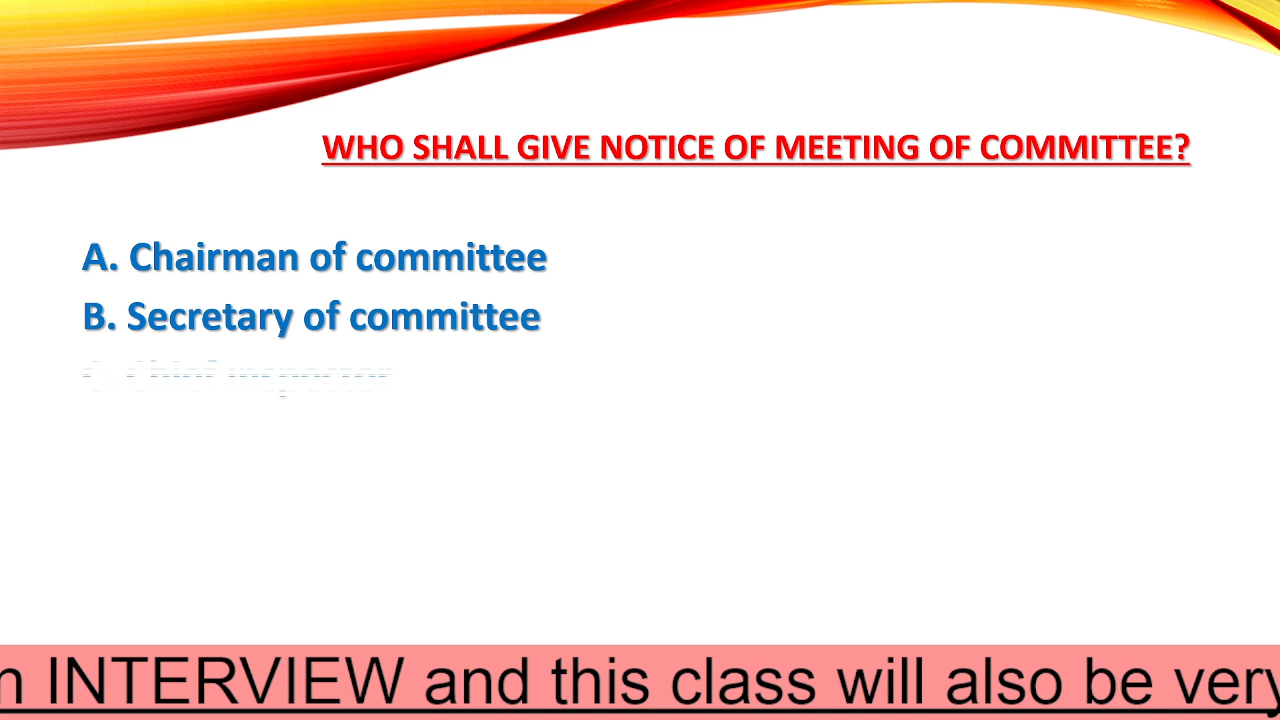 WHO SHALL GIVE NOTICE OF MEETING OF COMMITTEE?
A. Chairman of committee
B. Secretary of committee
INTERVIEW and this class will also be very